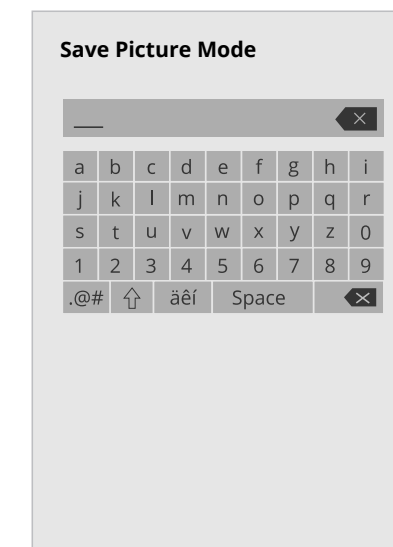 Save Picture Mode
a b c d e f g h i
j k l m n o p q r
s t u v w x y z 0
1 2 3 4 5 6 7 8 9
.@# äêí Space